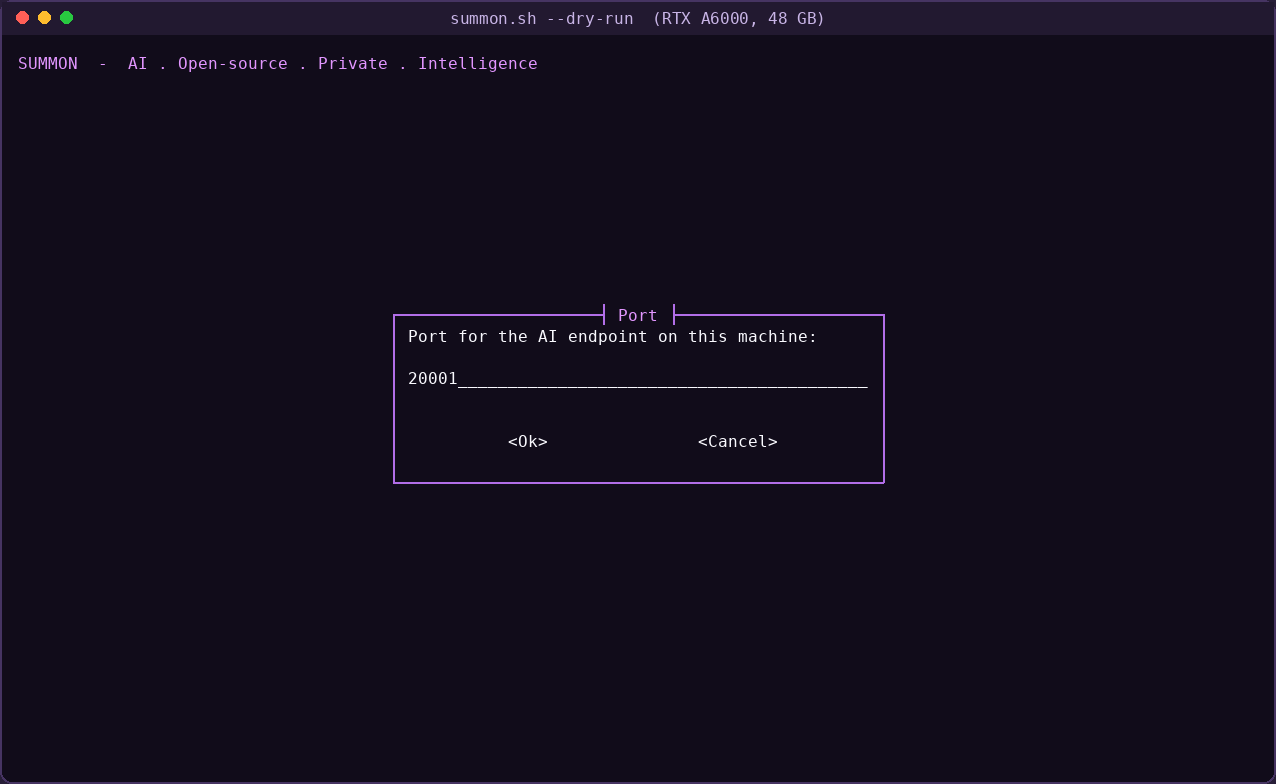 summon.sh --dry-run  (RTX A6000, 48 GB)
SUMMON  -  AI . Open-source . Private . Intelligence
Port
Port for the AI endpoint on this machine:
20001_________________________________________
<Ok>               <Cancel>